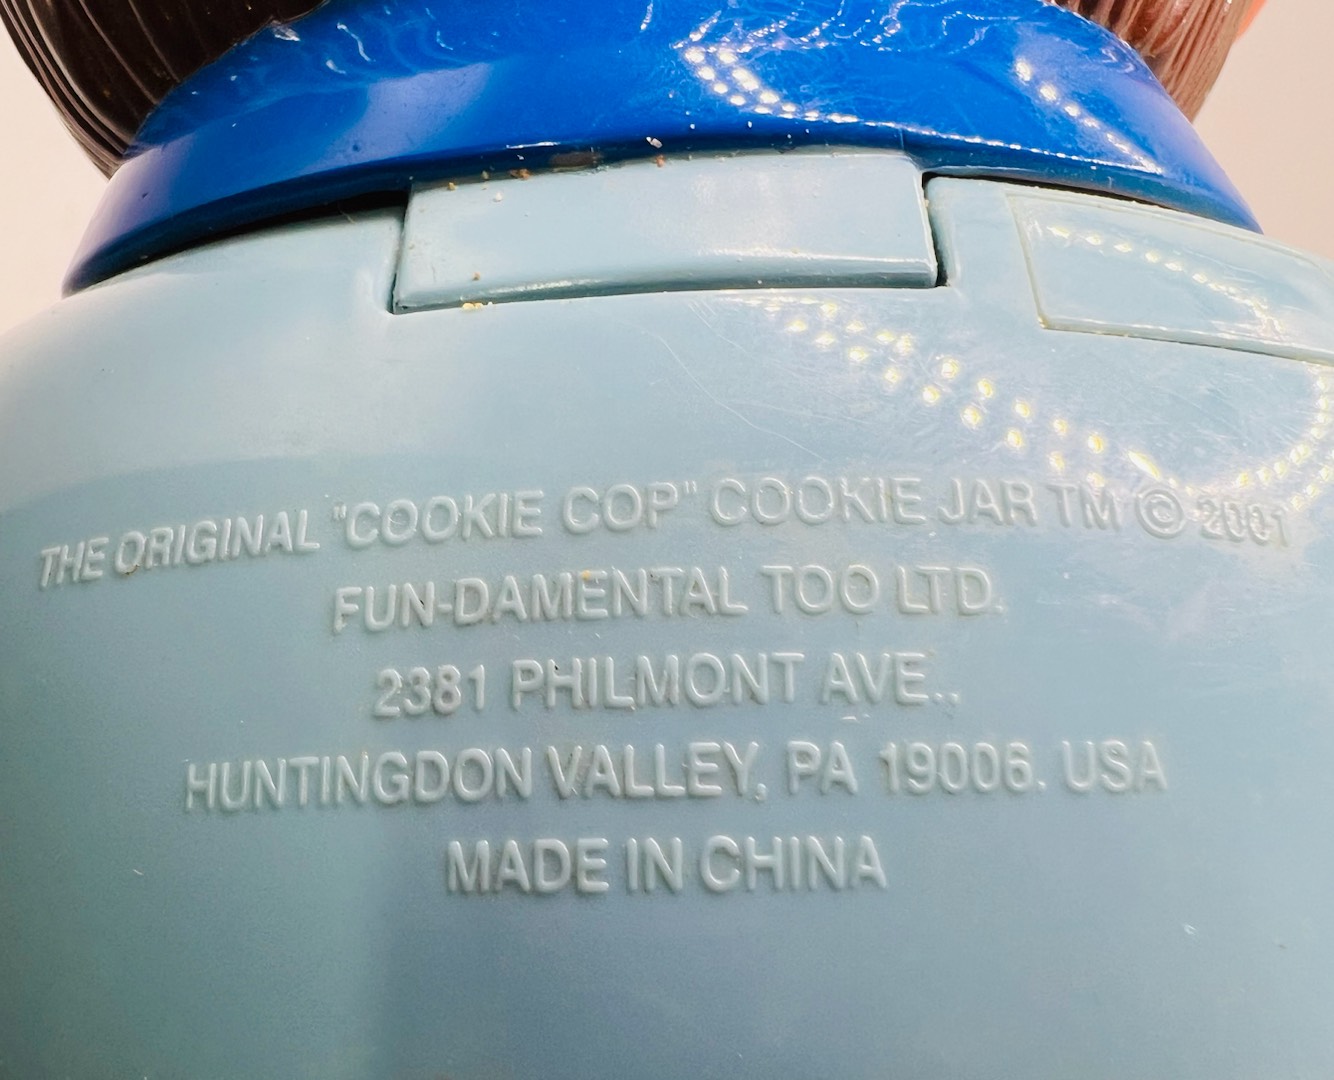 THE ORIGINAL "COOKIE COP" COOKIE JAR TM © 2001
FUN-DAMENTAL TOO LTD.
2381 PHILMONT AVE.,
HUNTINGDON VALLEY, PA 19006. USA
MADE IN CHINA